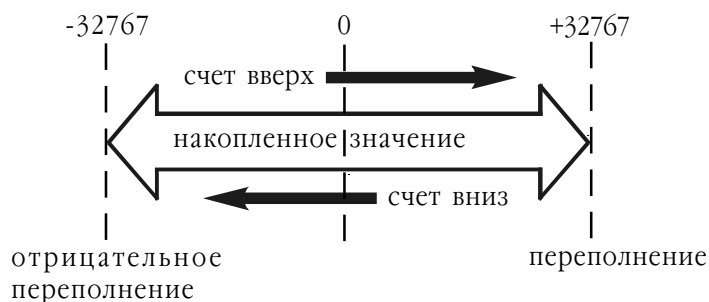 -32767 0 +32767
счет вверх
накопленное значение
счет вниз
отрицательное
переполнение
переполнение